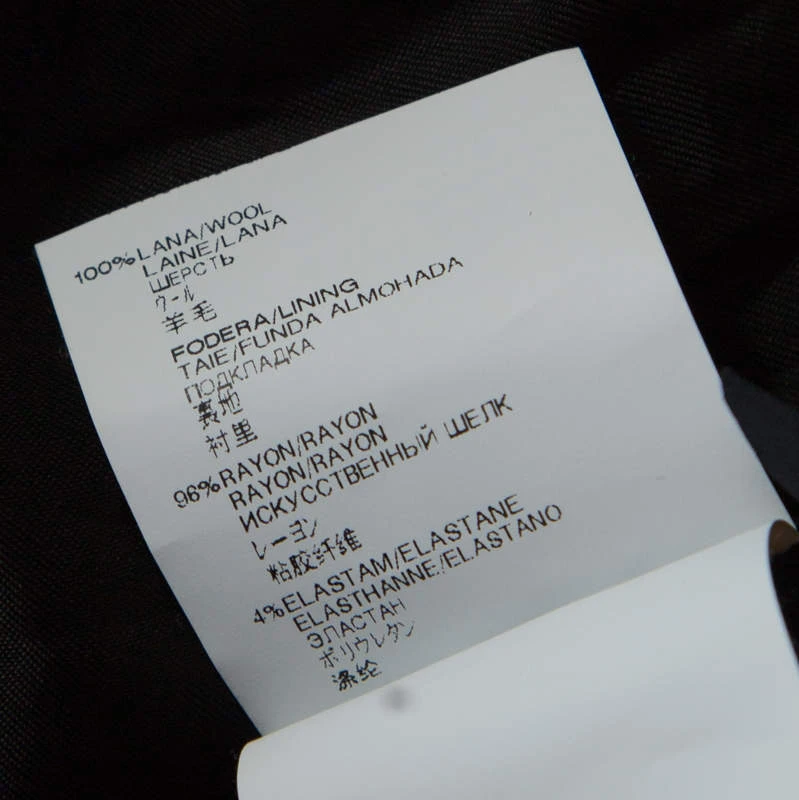 100% LANA/WOOL
LAINE/LANA
ШЕРСТЬ
ウール
羊毛
FODERA/LINING
TAIE/FUNDA ALMOHADA
ПОДКЛАДКА
裏地
衬里
96% RAYON/RAYON
RAYON/RAYON
ИСКУССТВЕННЫЙ ШЕЛК
レーヨン
粘胶纤维
4% ELASTAM/ELASTANE
ELASTHANNE/ELASTANO
ЭЛАСТАН
ポリウレタン
涤纶